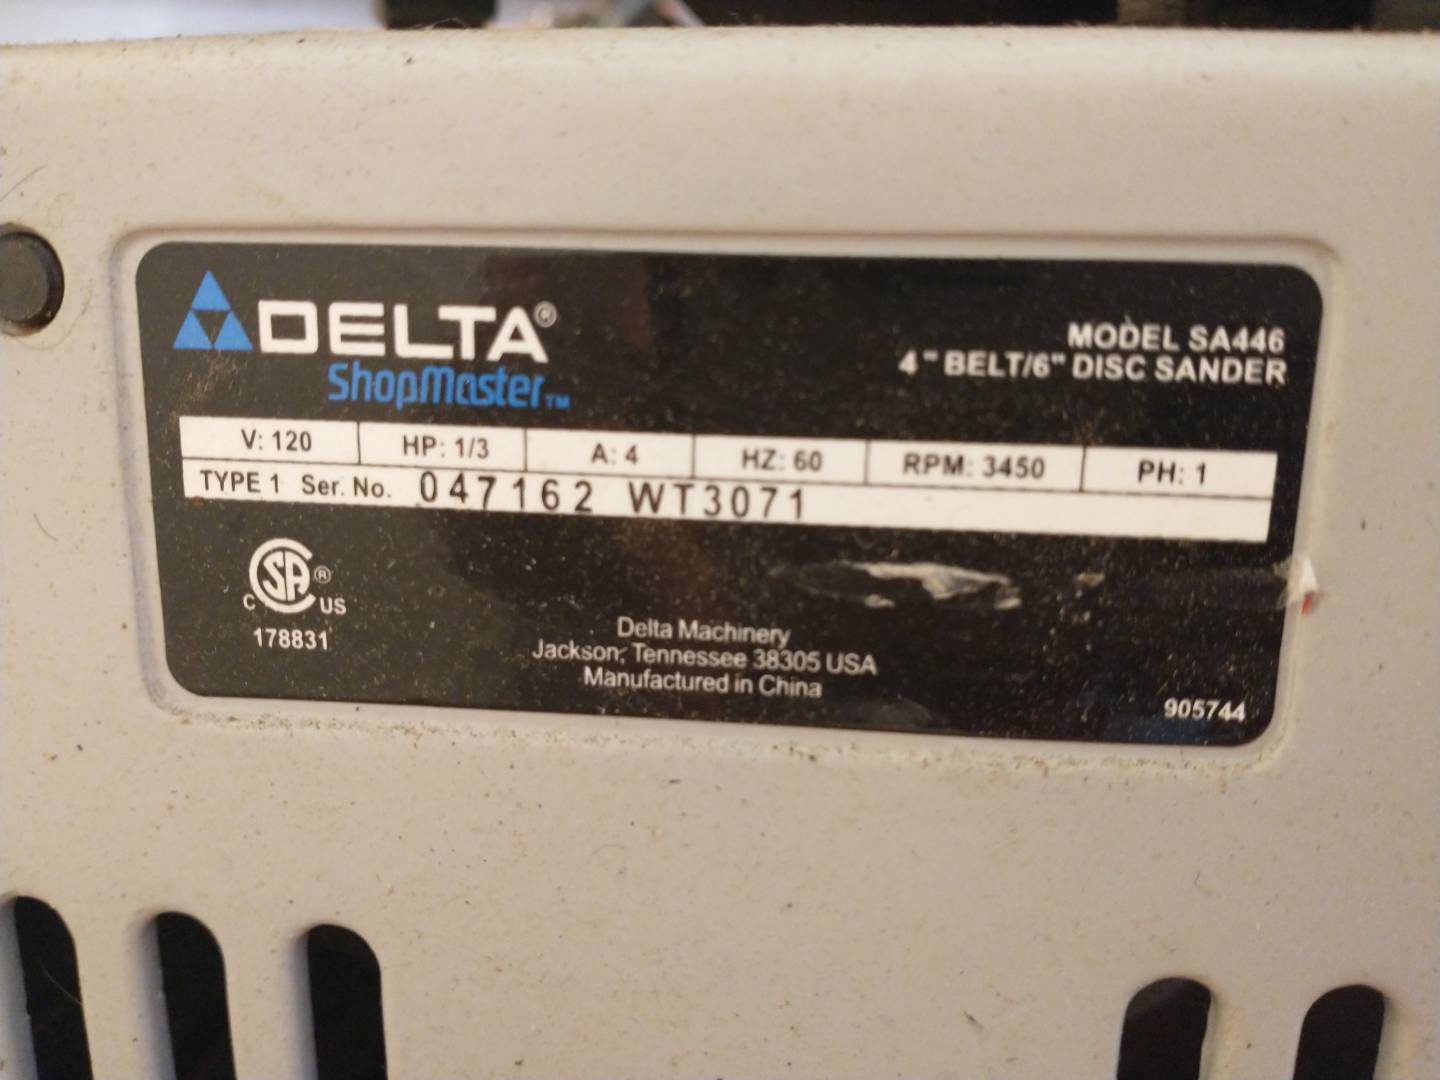 DELTA®
ShopMaster™
MODEL SA446
4" BELT/6" DISC SANDER
V: 120 HP: 1/3 A: 4 HZ: 60 RPM: 3450 PH: 1
TYPE 1 Ser. No. 047162 WT3071
C SA® US
178831
Delta Machinery
Jackson, Tennessee 38305 USA
Manufactured in China
905744